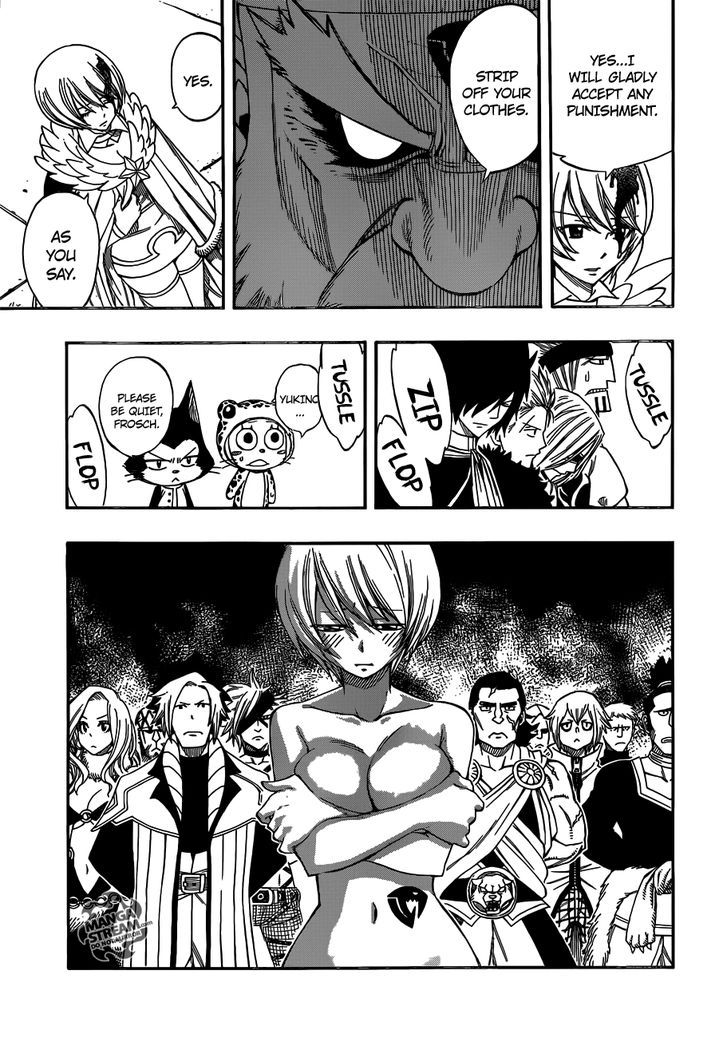 YES...I
WILL GLADLY
ACCEPT ANY
PUNISHMENT.
STRIP
OFF YOUR
CLOTHES.
YES.
AS
YOU
SAY.
TUSSLE
ZIP
FLOP
TUSSLE
YUKINO
...
PLEASE
BE QUIET,
FROSCH.
FLOP
MANGA
STREAM.com